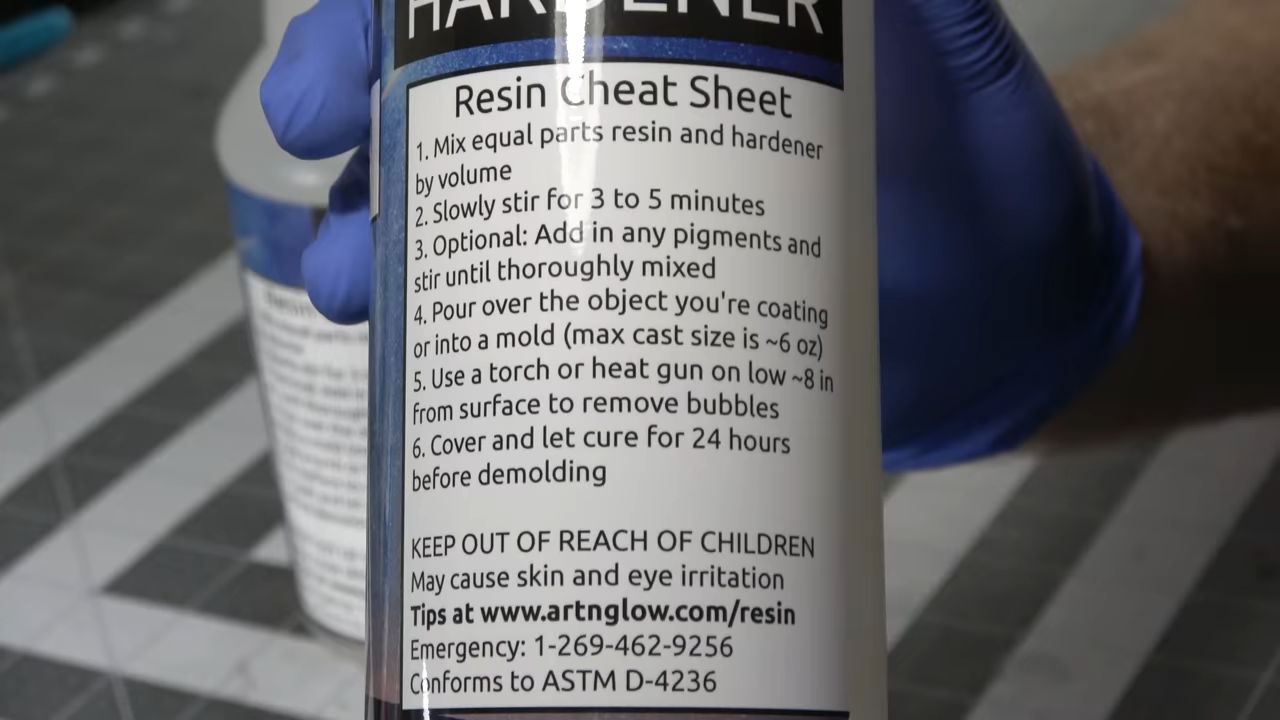 HARDENER
Resin Cheat Sheet
1. Mix equal parts resin and hardener
by volume
2. Slowly stir for 3 to 5 minutes
3. Optional: Add in any pigments and
stir until thoroughly mixed
4. Pour over the object you're coating
or into a mold (max cast size is ~6 oz)
5. Use a torch or heat gun on low ~8 in
from surface to remove bubbles
6. Cover and let cure for 24 hours
before demolding
KEEP OUT OF REACH OF CHILDREN
May cause skin and eye irritation
Tips at www.artnglow.com/resin
Emergency: 1-269-462-9256
Conforms to ASTM D-4236